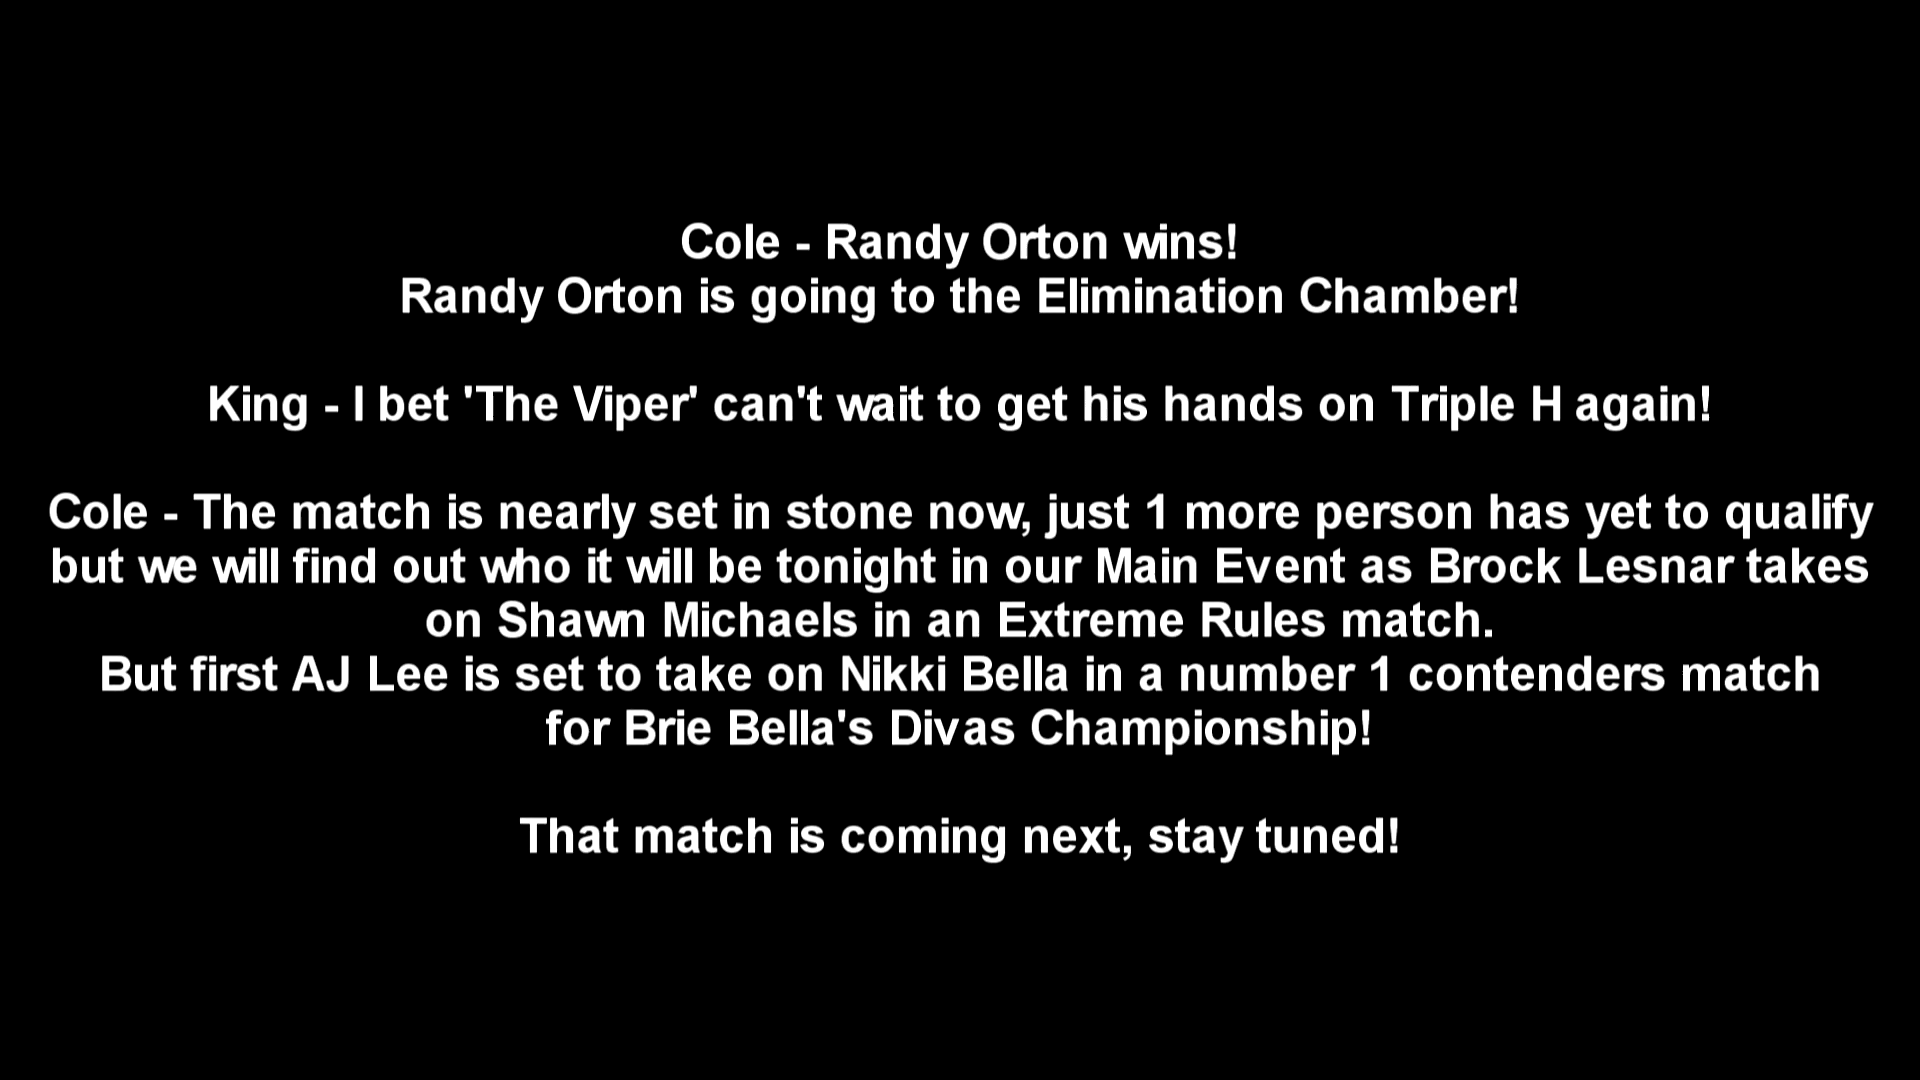 Cole - Randy Orton wins!
Randy Orton is going to the Elimination Chamber!
King - I bet 'The Viper' can't wait to get his hands on Triple H again!
Cole - The match is nearly set in stone now, just 1 more person has yet to qualify
but we will find out who it will be tonight in our Main Event as Brock Lesnar takes
on Shawn Michaels in an Extreme Rules match.
But first AJ Lee is set to take on Nikki Bella in a number 1 contenders match
for Brie Bella's Divas Championship!
That match is coming next, stay tuned!